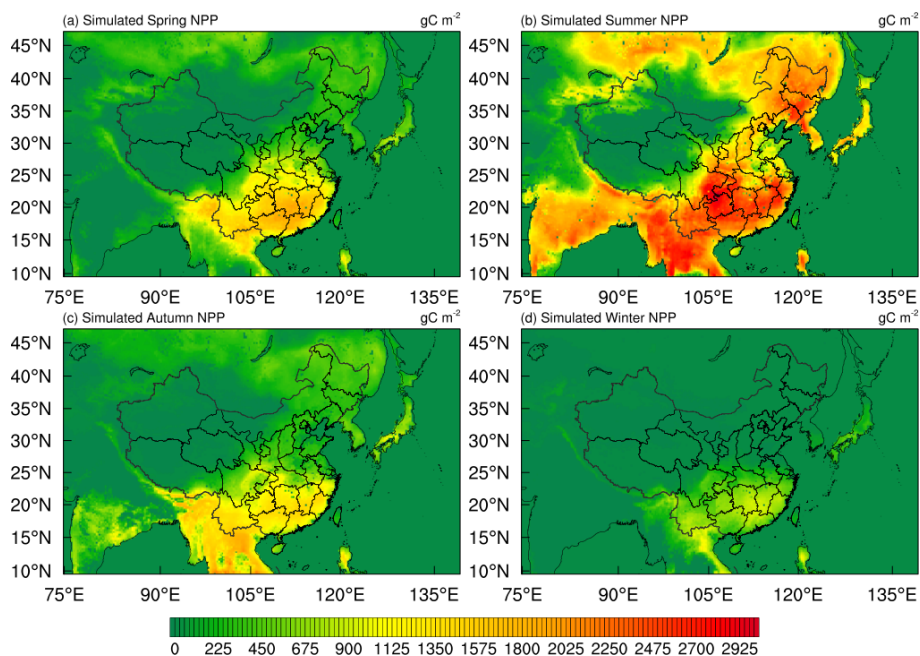 (a) Simulated Spring NPP gC m-2
45°N
40°N
35°N
30°N
25°N
20°N
15°N
10°N
75°E 90°E 105°E 120°E 135°E
(b) Simulated Summer NPP gC m-2
45°N
40°N
35°N
30°N
25°N
20°N
15°N
10°N
75°E 90°E 105°E 120°E 135°E
(c) Simulated Autumn NPP gC m-2
45°N
40°N
35°N
30°N
25°N
20°N
15°N
10°N
75°E 90°E 105°E 120°E 135°E
(d) Simulated Winter NPP gC m-2
45°N
40°N
35°N
30°N
25°N
20°N
15°N
10°N
75°E 90°E 105°E 120°E 135°E
0 225 450 675 900 1125 1350 1575 1800 2025 2250 2475 2700 2925